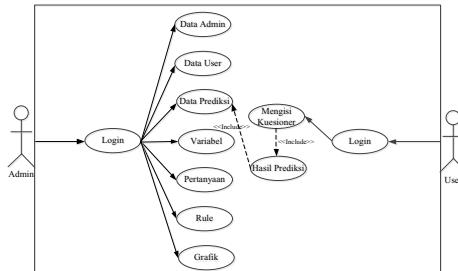 Data Admin
Data User
Data Prediksi
<<Include>>
Mengisi
Kuesioner
Login
Variabel
<<Include>>
Login
Admin
Pertanyaan
Hasil Prediksi
Use
Rule
Grafik